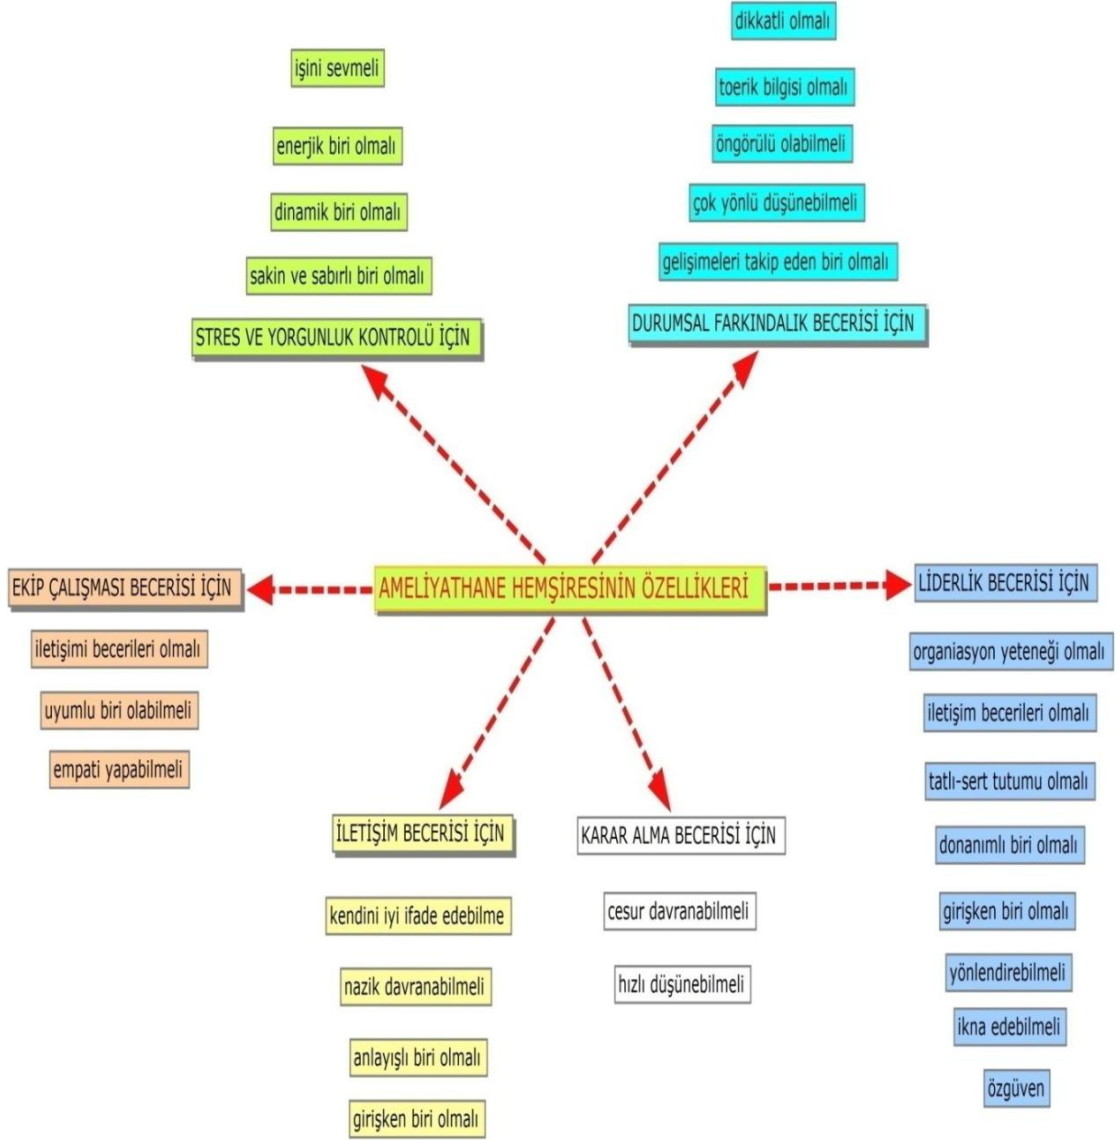 işini sevmeli
enerjik biri olmalı
dinamik biri olmalı
sakin ve sabırlı biri olmalı
STRES VE YORGUNLUK KONTROLÜ İÇİN
dikkatli olmalı
toerik bilgisi olmalı
öngörülü olabilmeli
çok yönlü düşünebilmeli
gelişimeleri takip eden biri olmalı
DURUMSAL FARKINDALIK BECERİSİ İÇİN
AMELİYATHANE HEMŞİRESİNİN ÖZELLİKLERİ
EKİP ÇALIŞMASI BECERİSİ İÇİN
iletişimi becerileri olmalı
uyumlu biri olabilmeli
empati yapabilmeli
İLETİŞİM BECERİSİ İÇİN
kendini iyi ifade edebilme
nazik davranabilmeli
anlayışlı biri olmalı
girişken biri olmalı
KARAR ALMA BECERİSİ İÇİN
cesur davranabilmeli
hızlı düşünebilmeli
LİDERLİK BECERİSİ İÇİN
organiasyon yeteneği olmalı
iletişim becerileri olmalı
tatlı-sert tutumu olmalı
donanımlı biri olmalı
girişken biri olmalı
yönlendirebilmeli
ikna edebilmeli
özgüven